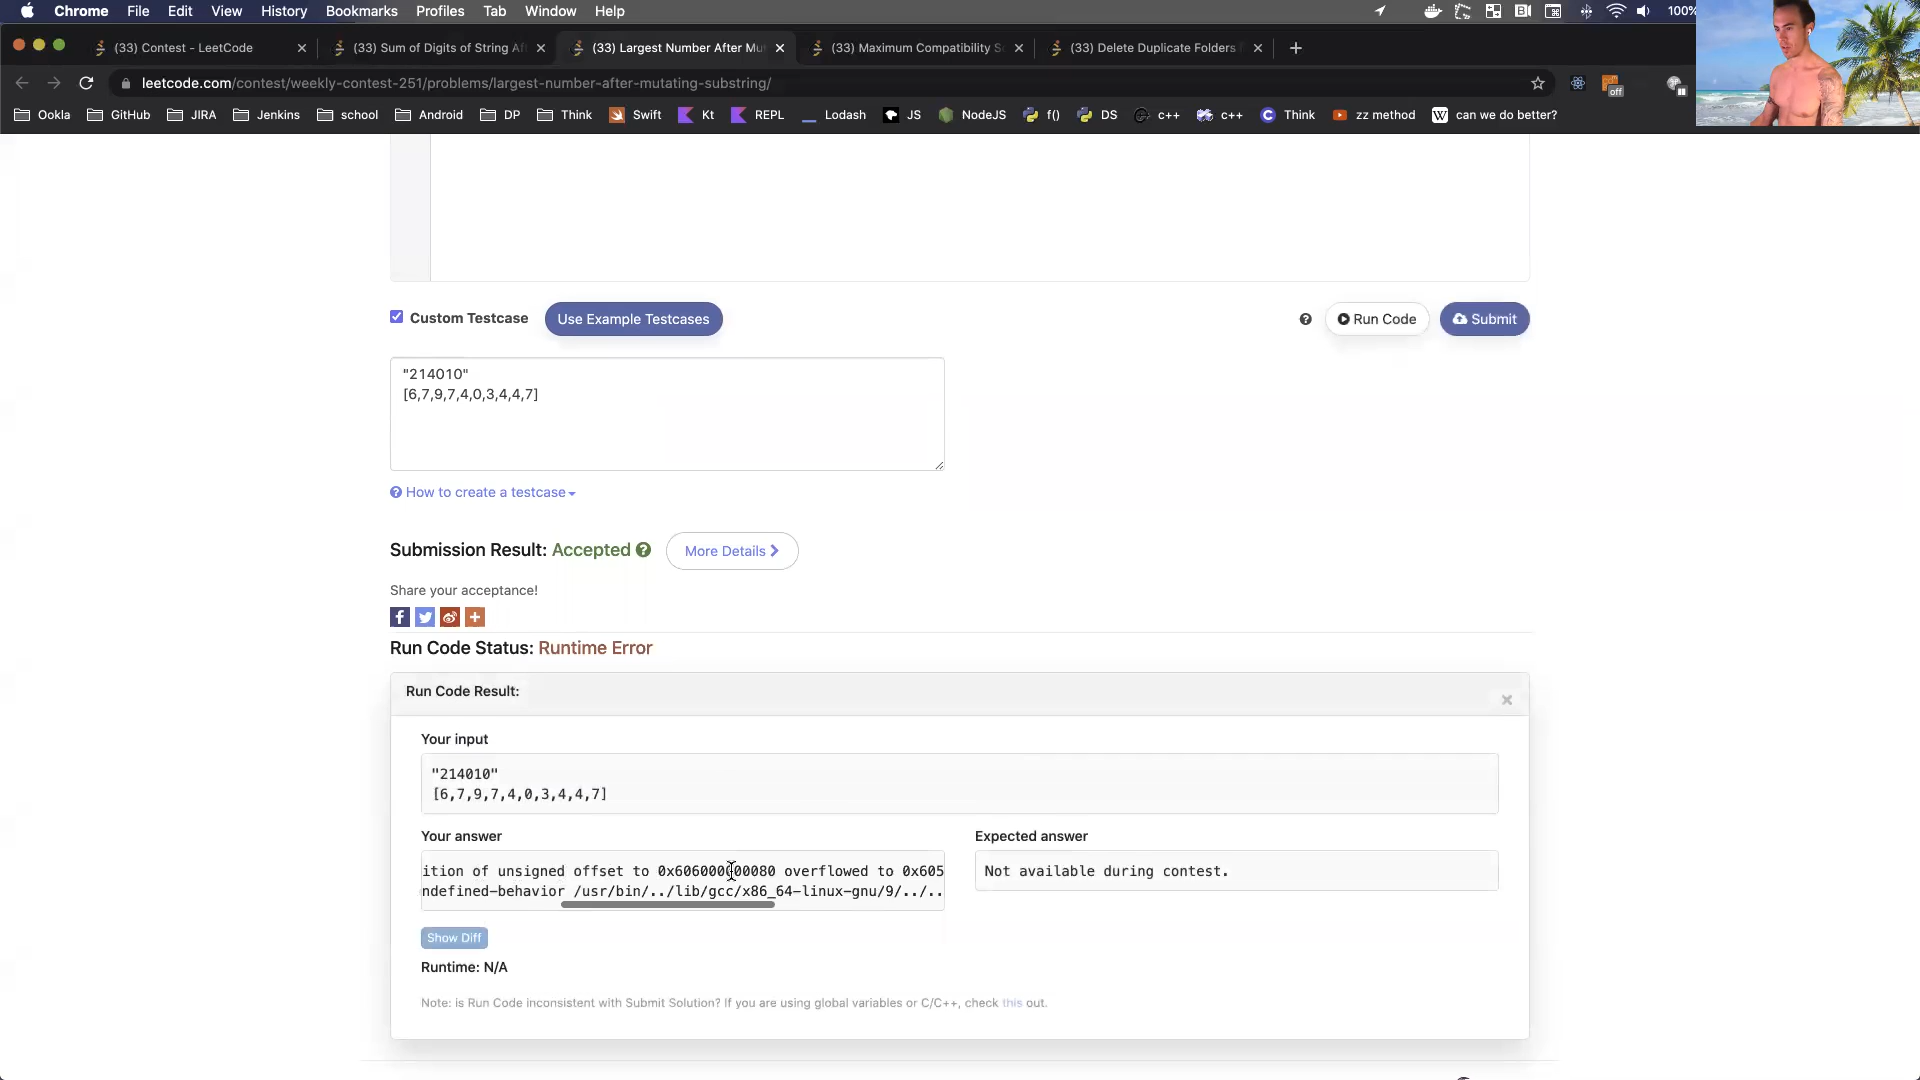 Chrome File Edit View History Bookmarks Profiles Tab Window Help 100%
(33) Contest - LeetCode (33) Sum of Digits of String Af (33) Largest Number After Mut (33) Maximum Compatibility S (33) Delete Duplicate Folders
leetcode.com/contest/weekly-contest-251/problems/largest-number-after-mutating-substring/
off
Ookla GitHub JIRA Jenkins school Android DP Think Swift Kt REPL Lodash JS NodeJS f() DS c++ c++ Think zz method can we do better?
Custom Testcase Use Example Testcases Run Code Submit
"214010"
[6,7,9,7,4,0,3,4,4,7]
How to create a testcase
Submission Result: Accepted More Details
Share your acceptance!
Run Code Status: Runtime Error
Run Code Result:
Your input
"214010"
[6,7,9,7,4,0,3,4,4,7]
Your answer Expected answer
ition of unsigned offset to 0x606000000080 overflowed to 0x605 Not available during contest.
ndefined-behavior /usr/bin/../lib/gcc/x86_64-linux-gnu/9/../..
Show Diff
Runtime: N/A
Note: is Run Code inconsistent with Submit Solution? If you are using global variables or C/C++, check this out.